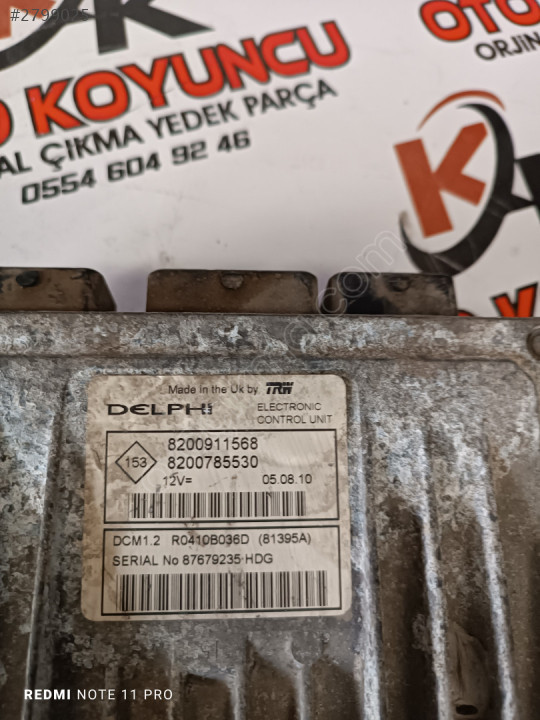 #2790025
OTO
ORJİN
O KOYUNCU
AL ÇIKMA YEDEK PARÇA
0554 604 92 46
K
Made in the Uk by TRW
DELPHI
ELECTRONIC
CONTROL UNIT
153
8200911568
8200785530
12V=
05.08.10
DCM1.2 R0410B036D (81395A)
SERIAL No 87679235 HDG
REDMI NOTE 11 PRO